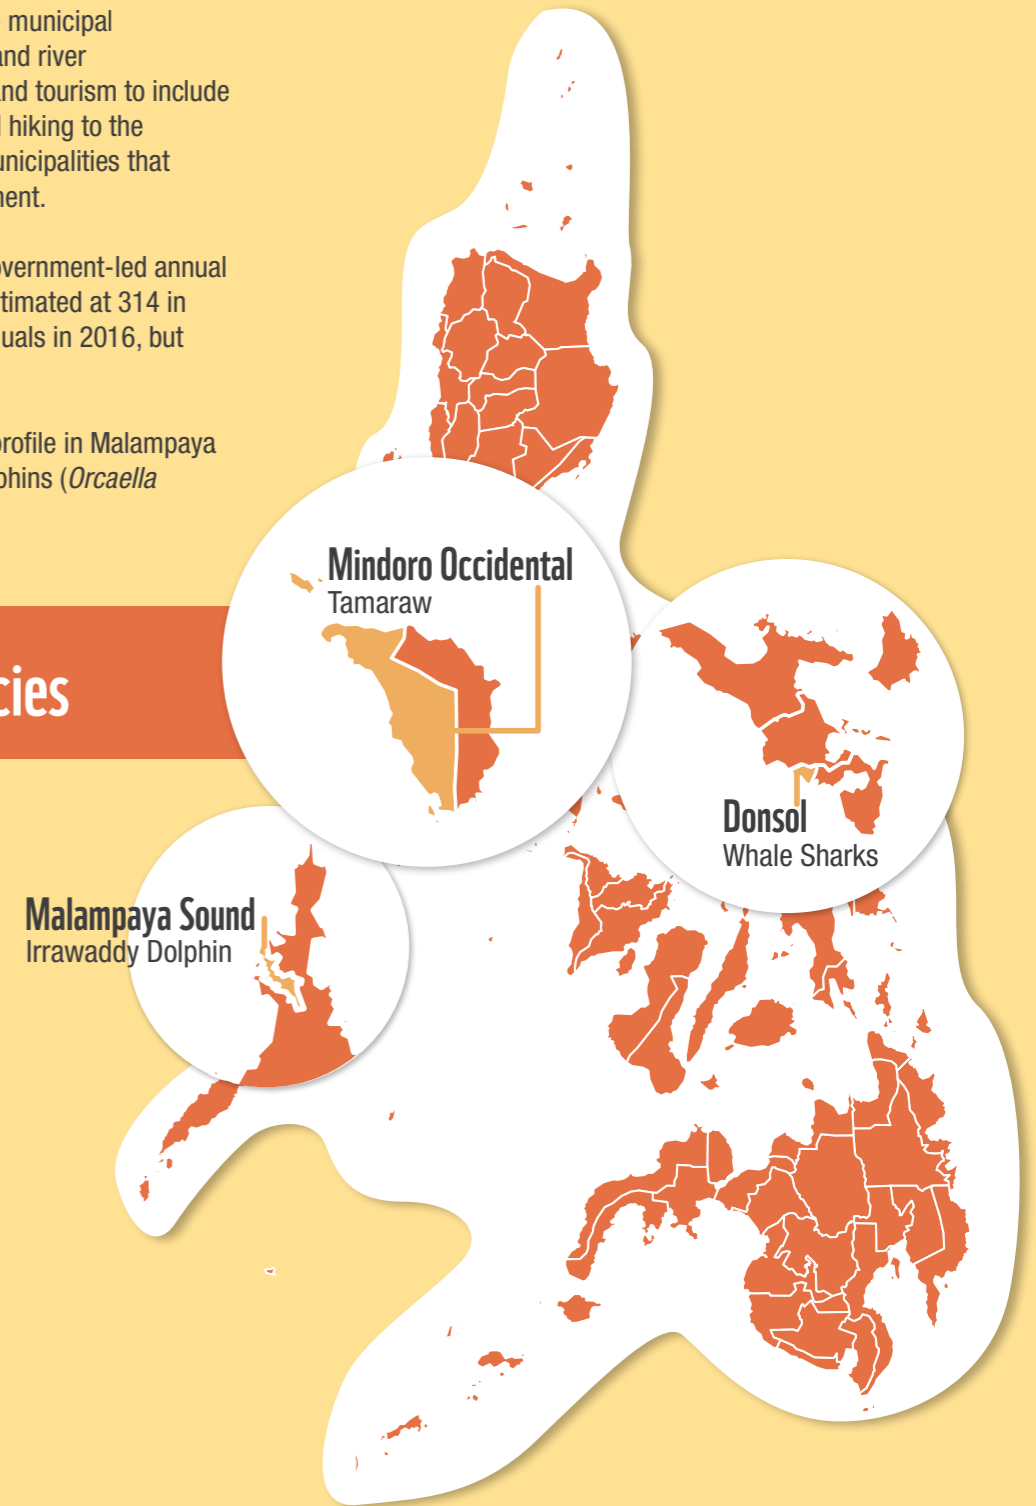 municipal
and river
and tourism to include
hiking to the
unicipalities that
ment.
overnment-led annual
stimated at 314 in
uals in 2016, but
profile in Malampaya
phins (Orcaella
cies
Mindoro Occidental
Tamaraw
Donsol
Whale Sharks
Malampaya Sound
Irrawaddy Dolphin